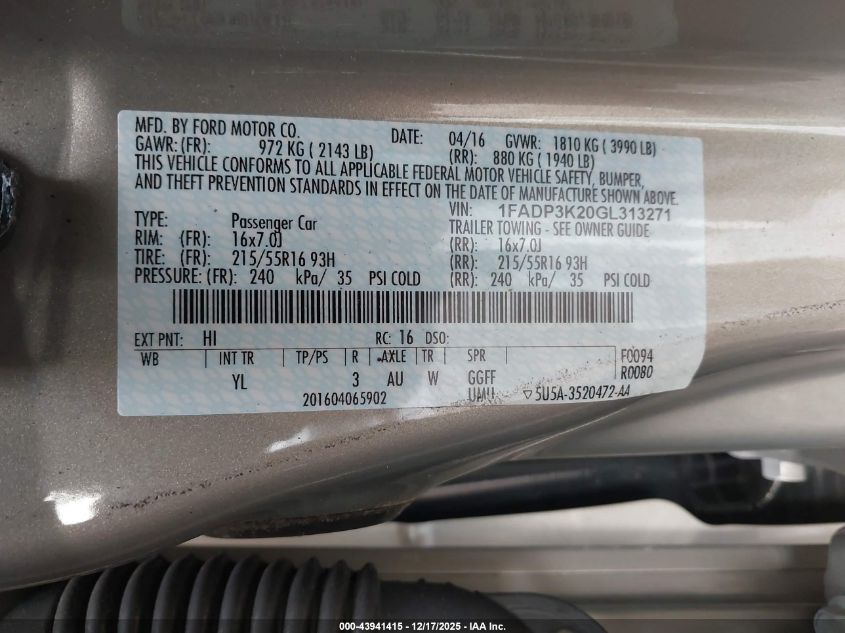 MFD. BY FORD MOTOR CO. DATE: 04/16 GVWR: 1810 KG ( 3990 LB)
GAWR: (FR): 972 KG ( 2143 LB) (RR): 880 KG ( 1940 LB)
THIS VEHICLE CONFORMS TO ALL APPLICABLE FEDERAL MOTOR VEHICLE SAFETY, BUMPER,
AND THEFT PREVENTION STANDARDS IN EFFECT ON THE DATE OF MANUFACTURE SHOWN ABOVE.
VIN: 1FADP3K20GL313271
TYPE: Passenger Car TRAILER TOWING - SEE OWNER GUIDE
RIM: (FR): 16x7.0J (RR): 16x7.0J
TIRE: (FR): 215/55R16 93H (RR): 215/55R16 93H
PRESSURE: (FR): 240 kPa/ 35 PSI COLD (RR): 240 kPa/ 35 PSI COLD
EXT PNT: HI RC: 16 DSO:
WB INT TR TP/PS R AXLE TR SPR F0094
YL 3 AU W GGFF R0080
201604065902 UMU ▽ 5U5A-3520472-AA
000-43941415 - 12/17/2025 - IAA Inc.